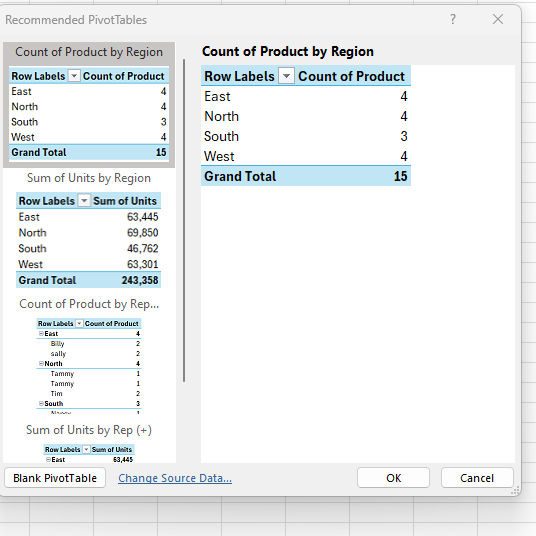 Recommended PivotTables
?
Count of Product by Region
Row Labels Count of Product
East 4
North 4
South 3
West 4
Grand Total 15
Sum of Units by Region
Row Labels Sum of Units
East 63,445
North 69,850
South 46,762
West 63,301
Grand Total 243,358
Count of Product by Rep...
Row Labels Count of Product
East 4
Billy 2
sally 2
North 4
Tammy 1
Tammy 1
Tim 2
South 3
Sum of Units by Rep (+)
Row Labels Sum of Units
East 63,445
Count of Product by Region
Row Labels Count of Product
East 4
North 4
South 3
West 4
Grand Total 15
Blank PivotTable Change Source Data... OK Cancel